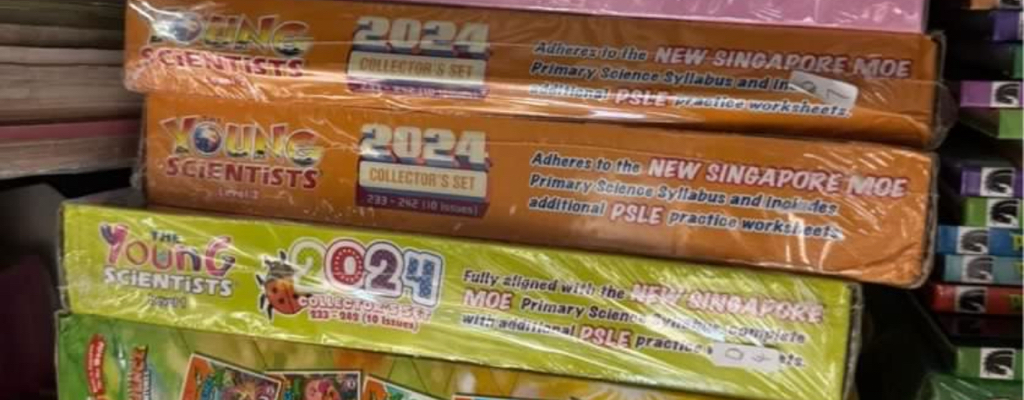 YOUNG
SCIENTISTS
2024
COLLECTOR'S SET
Adheres to the NEW SINGAPORE MOE
Primary Science Syllabus and
additional PSLE practice worksheets.
THE
YOUNG
SCIENTISTS
2024
COLLECTOR'S SET
233 - 242 (10 issues)
Adheres to the NEW SINGAPORE MOE
Primary Science Syllabus and includes
additional PSLE practice worksheets.
THE
YOUNG
SCIENTISTS
2024
COLLECTOR'S SET
(10 issues)
Fully aligned with the NEW SINGAPORE
MOE Primary Science Syllabus complete
with additional PSLE practice